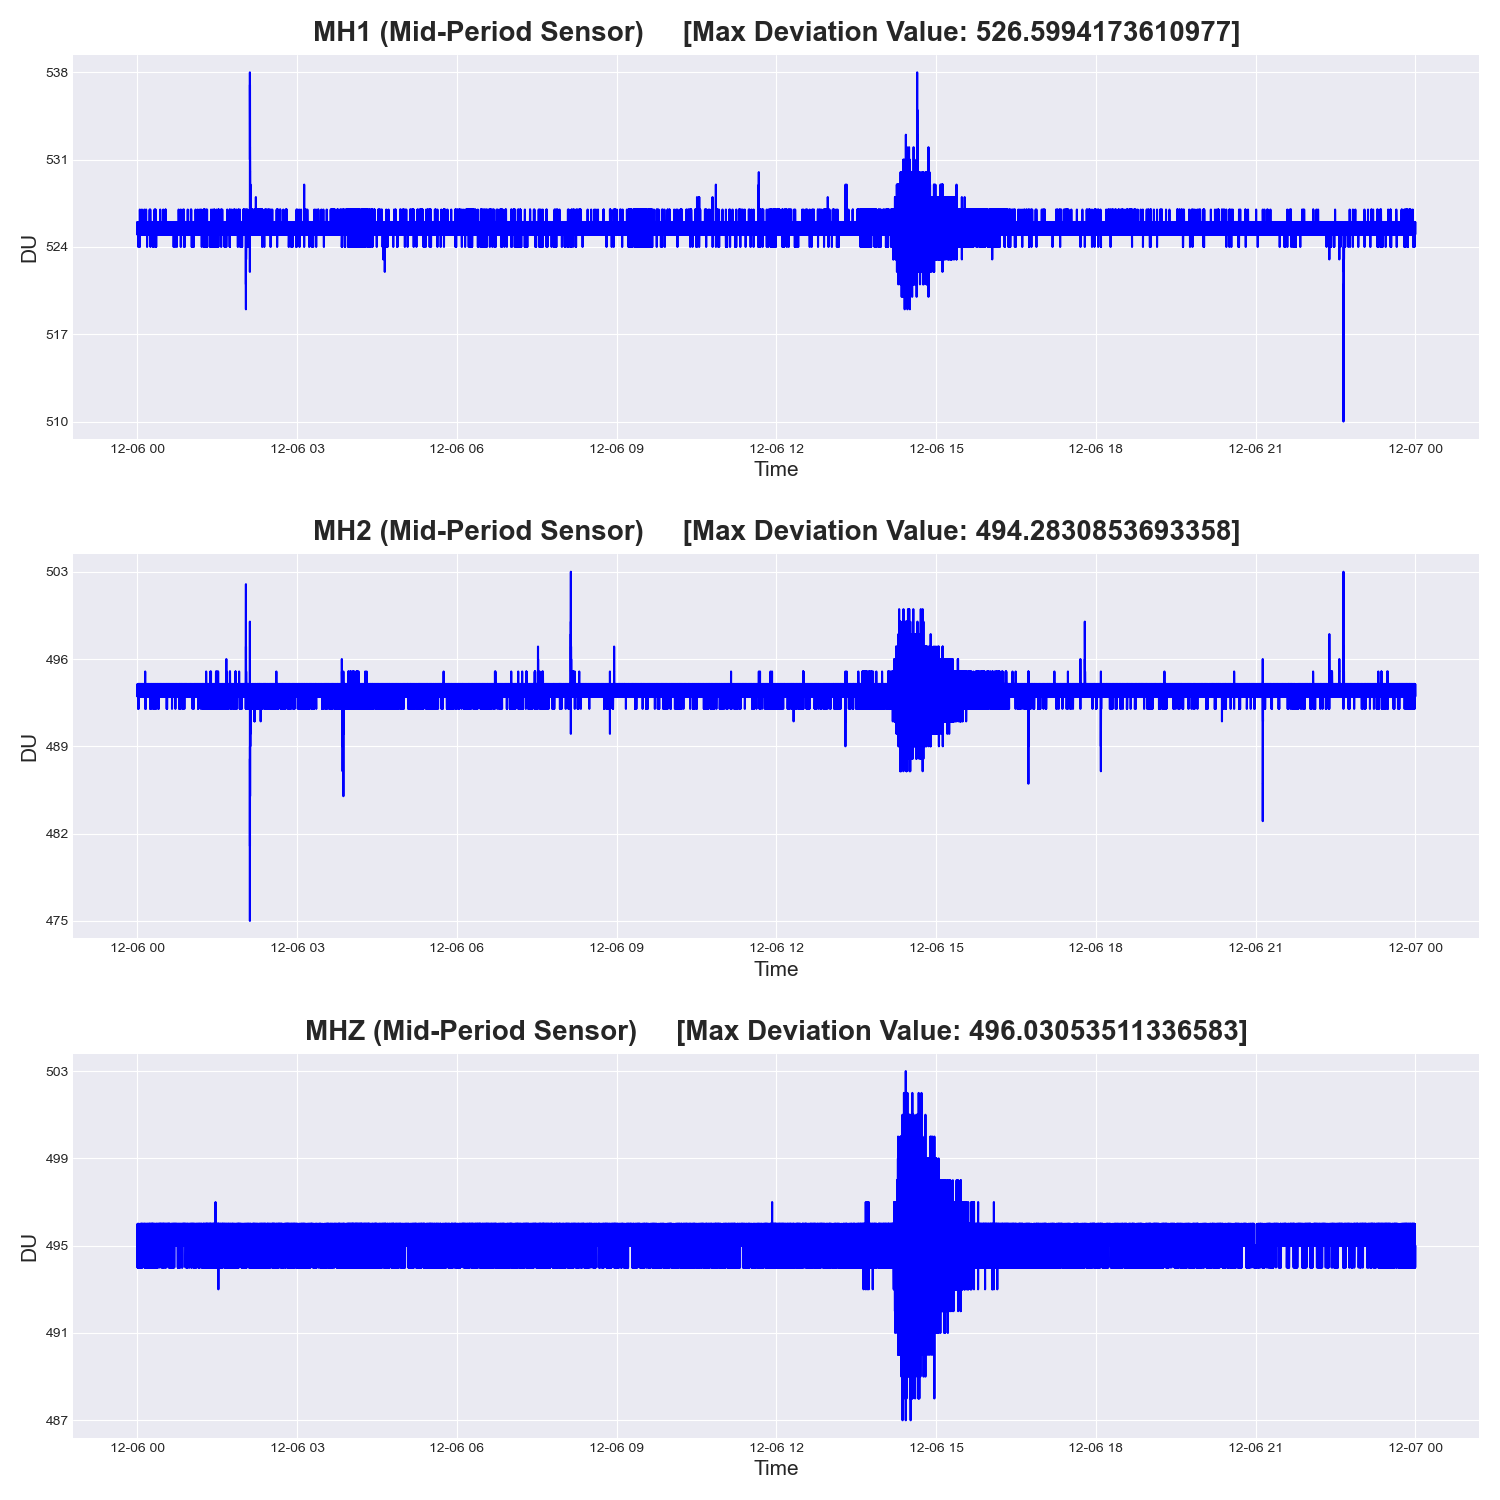 MH1 (Mid-Period Sensor) [Max Deviation Value: 526.5994173610977]
538
531
524
517
510
DU
12-06 00 12-06 03 12-06 06 12-06 09 12-06 12 12-06 15 12-06 18 12-06 21 12-07 00
Time
MH2 (Mid-Period Sensor) [Max Deviation Value: 494.2830853693358]
503
496
489
482
475
DU
12-06 00 12-06 03 12-06 06 12-06 09 12-06 12 12-06 15 12-06 18 12-06 21 12-07 00
Time
MHZ (Mid-Period Sensor) [Max Deviation Value: 496.03053511336583]
503
499
495
491
487
DU
12-06 00 12-06 03 12-06 06 12-06 09 12-06 12 12-06 15 12-06 18 12-06 21 12-07 00
Time